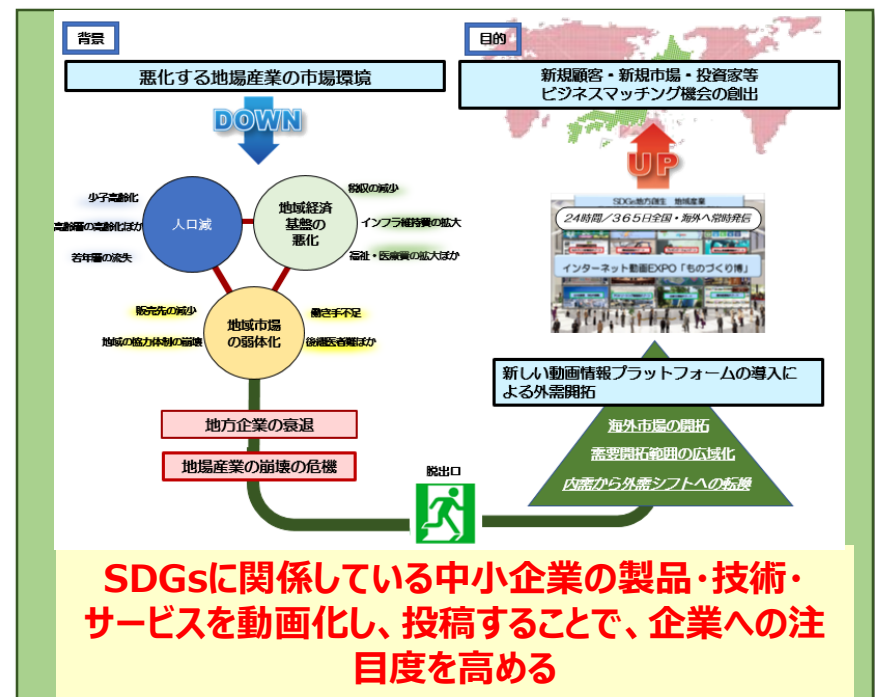 背景
悪化する地場産業の市場環境
DOWN
少子高齢化
高齢層の高齢化ほか
若年層の流失
人口減
地域経済
基盤の
悪化
税収の減少
インフラ維持費の拡大
福祉・医療費の拡大ほか
販売先の減少
地域の協力体制の崩壊
地域市場
の弱体化
働き手不足
後継医者難ほか
地方企業の衰退
地場産業の崩壊の危機
脱出口
目的
新規顧客・新規市場・投資家等
ビジネスマッチング機会の創出
UP
SDGs地方創生 地域産業
24時間/365日全国・海外へ常時発信
インターネット動画EXPO「ものづくり博」
新しい動画情報プラットフォームの導入に
よる外需開拓
海外市場の開拓
需要開拓範囲の広域化
内需から外需シフトへの転換
SDGsに関係している中小企業の製品・技術・
サービスを動画化し、投稿することで、企業への注
目度を高める